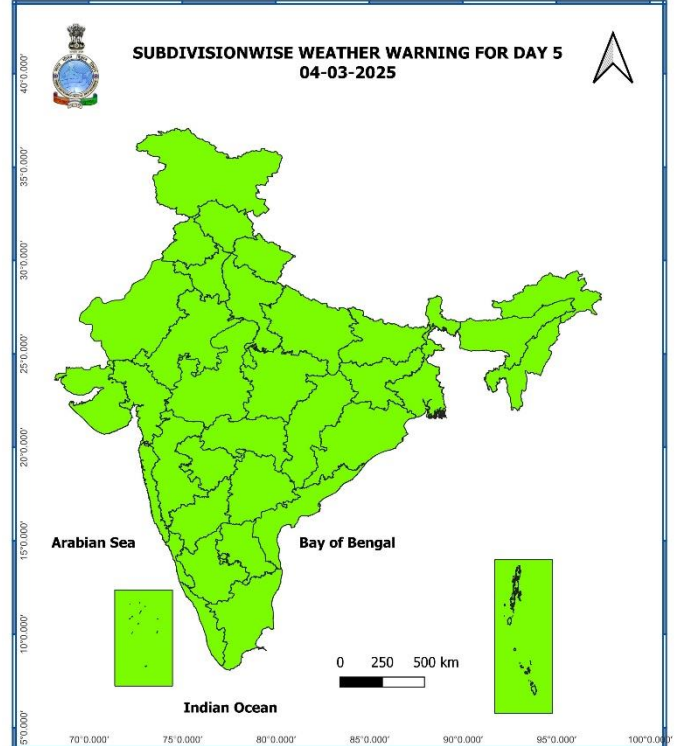 SUBDIVISIONWISE WEATHER WARNING FOR DAY 5
04-03-2025
40°0.000'
35°0.000'
30°0.000'
25°0.000'
20°0.000'
15°0.000'
10°0.000'
5°0.000'
Arabian Sea
Bay of Bengal
0 250 500 km
Indian Ocean
70°0.000' 75°0.000' 80°0.000' 85°0.000' 90°0.000' 95°0.000' 100°0.000'